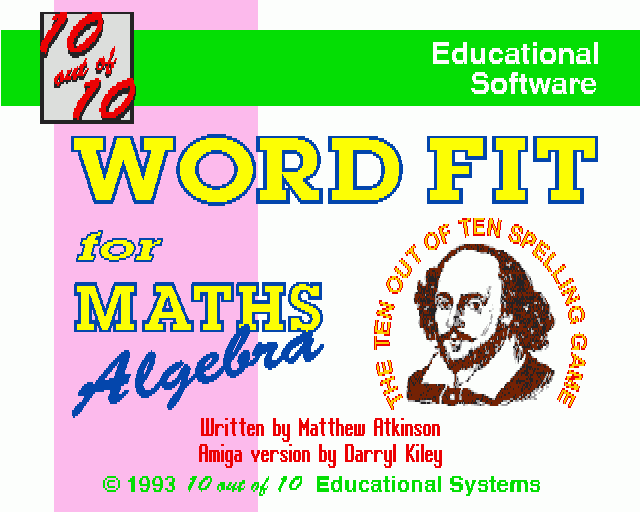 10
out of
10
Educational
Software
WORD FIT
for
MATHS
Algebra
THE TEN OUT OF TEN SPELLING GAME
Written by Matthew Atkinson
Amiga version by Darryl Kiley
© 1993 10 out of 10 Educational Systems